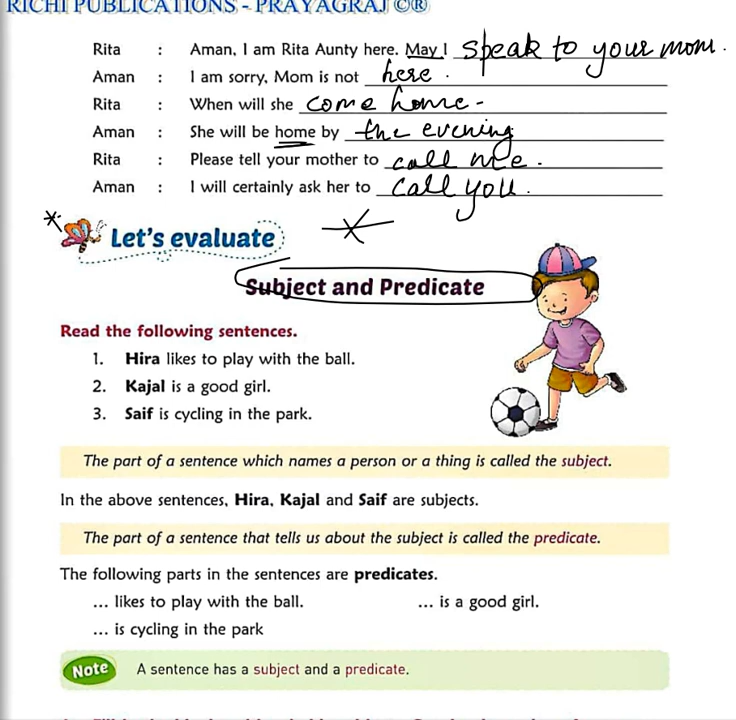 RICHI PUBLICATIONS - PRAYAGRAJ ©®
Rita : Aman, I am Rita Aunty here. May I speak to your mom.
Aman : I am sorry, Mom is not here.
Rita : When will she come home -
Aman : She will be home by the evening
Rita : Please tell your mother to call me.
Aman : I will certainly ask her to call you.
Let's evaluate
Subject and Predicate
Read the following sentences.
1. Hira likes to play with the ball.
2. Kajal is a good girl.
3. Saif is cycling in the park.
The part of a sentence which names a person or a thing is called the subject.
In the above sentences, Hira, Kajal and Saif are subjects.
The part of a sentence that tells us about the subject is called the predicate.
The following parts in the sentences are predicates.
... likes to play with the ball. ... is a good girl.
... is cycling in the park
Note A sentence has a subject and a predicate.